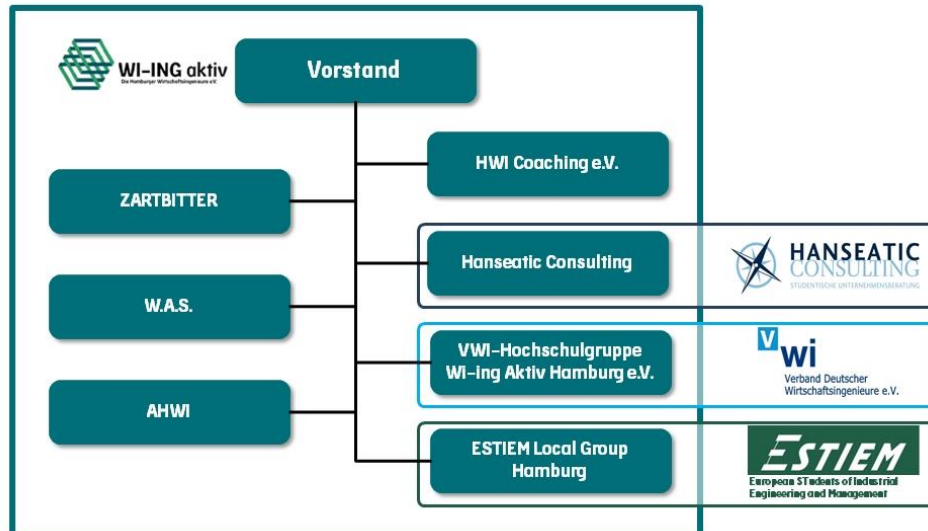 WI-ING aktiv
Die Hamburger Wirtschaftsingenieure e.V.
Vorstand
HWI Coaching e.V.
ZARTBITTER
Hanseatic Consulting
HANSEATIC
CONSULTING
STUDENTISCHE UNTERNEHMENSBERATUNG
W.A.S.
VWI-Hochschulgruppe
Wi-ing Aktiv Hamburg e.V.
V
wi
Verband Deutscher
Wirtschaftsingenieure e.V.
AHWI
ESTIEM Local Group
Hamburg
ESTIEM
European STudents of Industrial
Engineering and Management